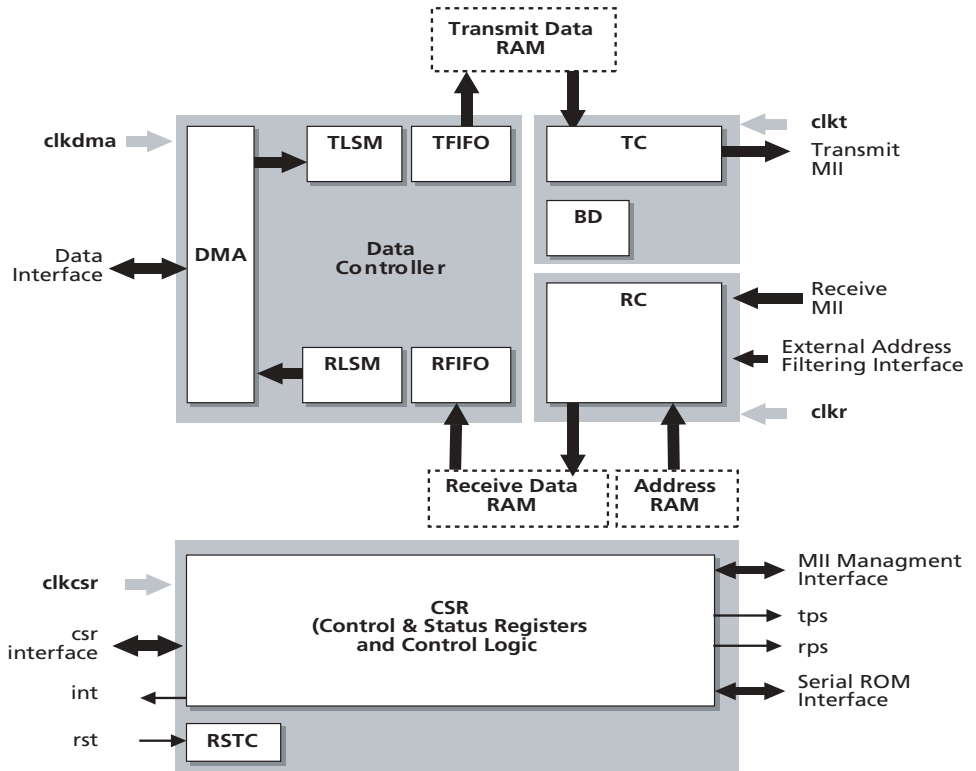 Transmit Data
RAM
clkdma
TLSM
TFIFO
TC
clkt
Transmit
MII
BD
Data
Interface
DMA
Data
Controller
RC
Receive
MII
RLSM
RFIFO
External Address
Filtering Interface
clkr
Receive Data
RAM
Address
RAM
clkcsr
CSR
(Control & Status Registers
and Control Logic
MII Managment
Interface
csr
interface
tps
rps
int
Serial ROM
Interface
rst
RSTC